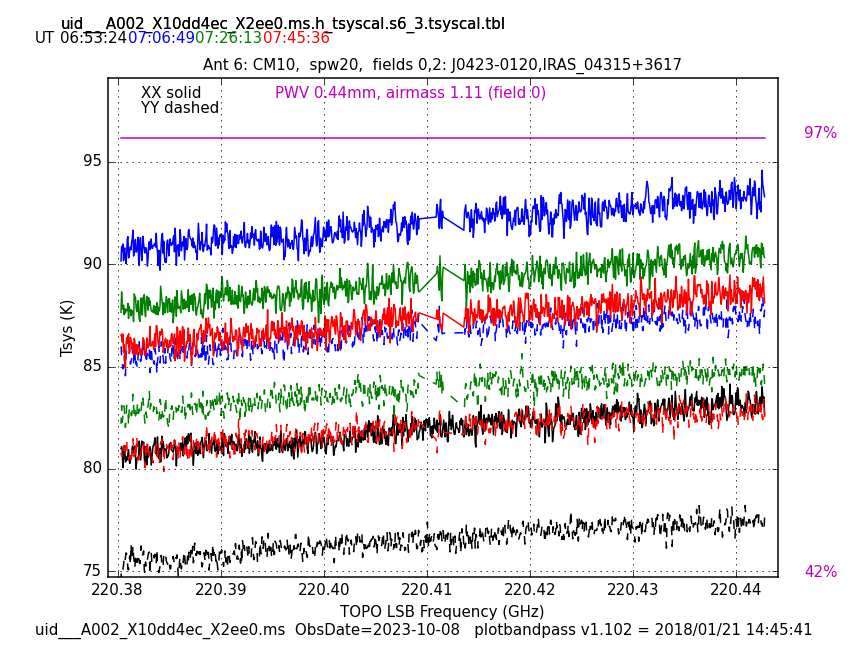 uid___A002_X10dd4ec_X2ee0.ms.h_tsyscal.s6_3.tsyscal.tbl
UT 06:53:24 07:06:49 07:26:13 07:45:36
Ant 6: CM10,  spw20,  fields 0,2: J0423-0120,IRAS_04315+3617
XX solid
PWV 0.44mm, airmass 1.11 (field 0)
YY dashed
97%
95
90
Tsys (K)
85
80
75
42%
220.38 220.39 220.40 220.41 220.42 220.43 220.44
TOPO LSB Frequency (GHz)
uid___A002_X10dd4ec_X2ee0.ms  ObsDate=2023-10-08   plotbandpass v1.102 = 2018/01/21 14:45:41